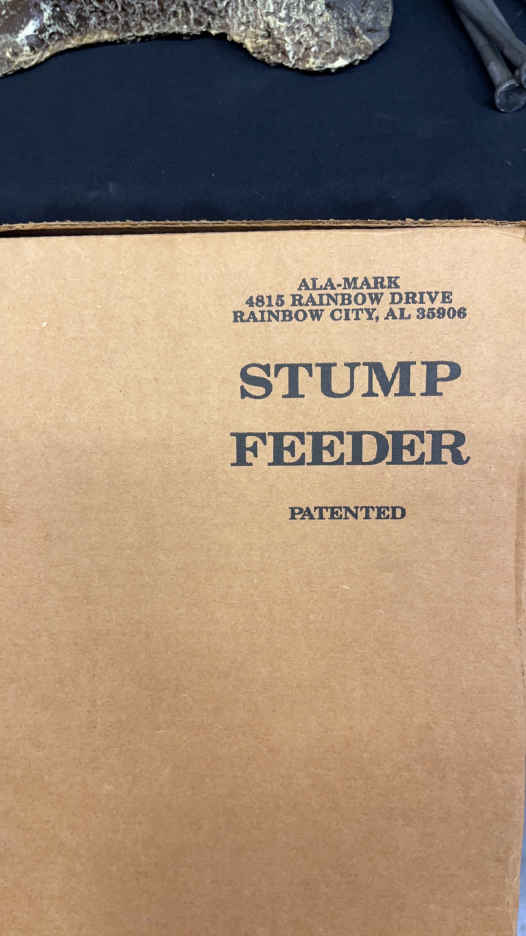 ALA-MARK
4815 RAINBOW DRIVE
RAINBOW CITY, AL 35906
STUMP
FEEDER
PATENTED